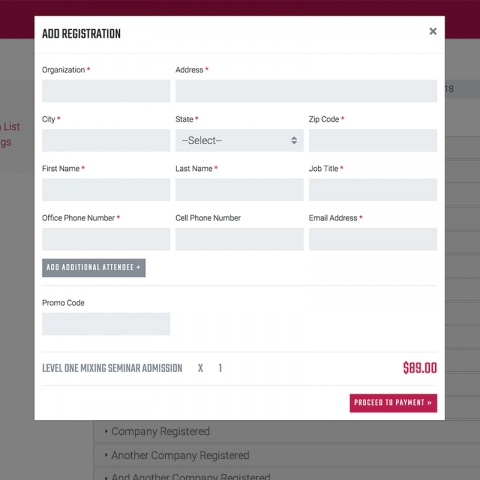 ADD REGISTRATION ×
Organization * Address *
City * State * Zip Code *
--Select--
First Name * Last Name * Job Title *
Office Phone Number * Cell Phone Number Email Address *
ADD ADDITIONAL ATTENDEE +
Promo Code
LEVEL ONE MIXING SEMINAR ADMISSION X 1 $89.00
PROCEED TO PAYMENT »
List
gs
18
Company Registered
Another Company Registered
And Another Company Registered